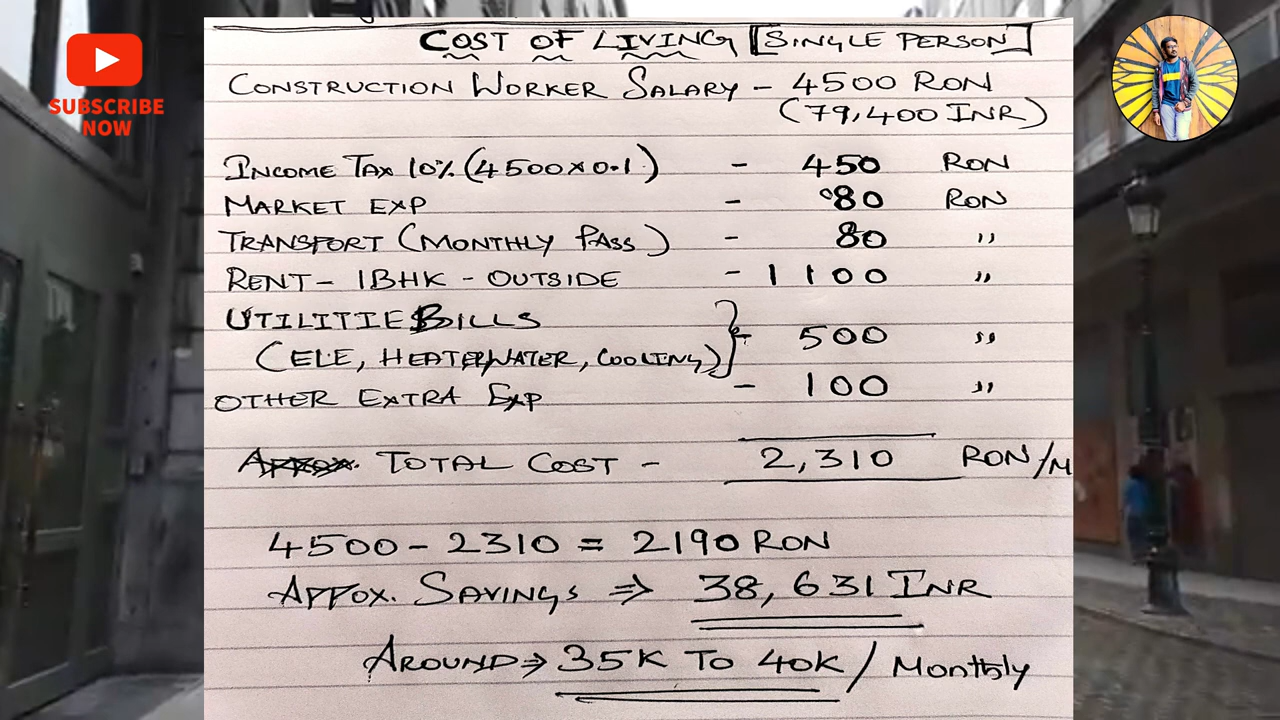 SUBSCRIBE
NOW
COST OF LIVING [SINGLE PERSON]
CONSTRUCTION WORKER SALARY - 4500 RON
(79,400 INR)
INCOME TAX 10% (4500×0.1) - 450 RON
MARKET EXP - 80 RON
TRANSPORT (MONTHLY PASS) - 80 "
RENT - 1BHK - OUTSIDE - 1100 "
UTILITIE BILLS
(ELE, HEATER, WATER, COOLING) - 500 "
OTHER EXTRA EXP - 100 "
TOTAL COST - 2,310 RON/M
4500 - 2310 = 2190 RON
APPOX. SAVINGS ⇒ 38,631 INR
AROUND ⇒ 35K TO 40K / Monthly